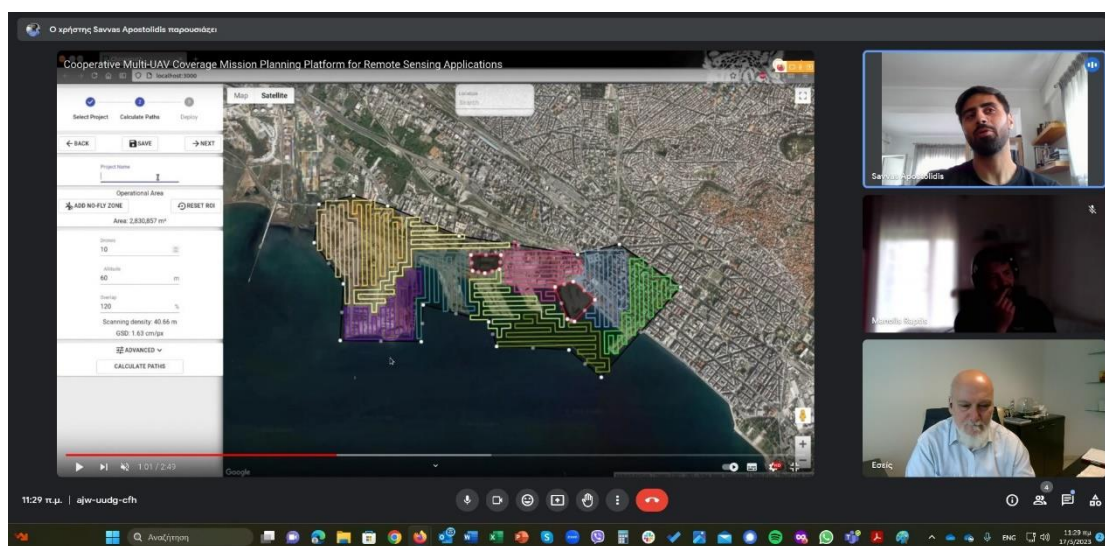 Ο χρήστης Savvas Apostolidis παρουσιάζει
Cooperative Multi-UAV Coverage Mission Planning Platform for Remote Sensing Applications
localhost:3000
Select Project
Calculate Paths
Deploy
← BACK
SAVE
→ NEXT
Project Name
Operational Area
ADD NO-FLY ZONE
RESET ROI
Area: 2,830,857 m²
Drones
10
Altitude
60 m
Overlap
120 %
Scanning density: 40.66 m
GSD: 1.63 cm/px
ADVANCED
CALCULATE PATHS
Map Satellite
Search
Google
1:01 / 2:49
Savvas Apostolidis
Εσείς
11:29 π.μ. | ajw-uudg-cfh
4
Αναζήτηση
ENG
11:29 πμ
17/5/2023